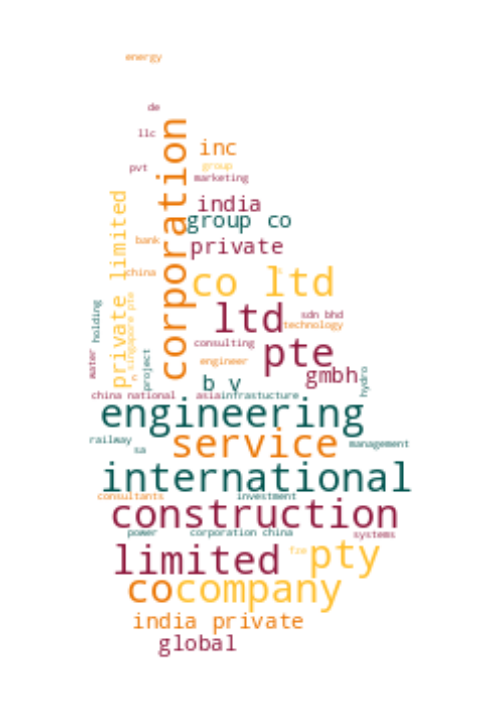 energy
de
llc
corporation
inc
pvt
group
marketing
private limited
india
group co
bank
private
china
co ltd
singapore pte
holding
ltd
sdn bhd
technology
water
project
consulting
pte
engineer
gmbh
hydro
b v
china national
asia
infrastucture
engineering
railway
service
management
sa
international
consultants
investment
construction
power
corporation china
systems
limited
fze
pty
co
company
india private
global